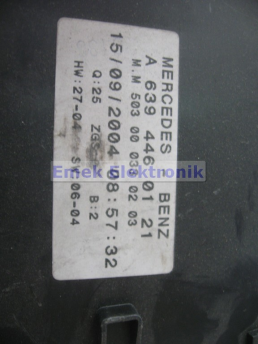 MERCEDES - BENZ
A 639 446 01 21
M.M 503 00 038 02 03
15/09/2004 08:57:32
Q:25 B:2
HW:27-04 SW:06-04
Emek Elektronik